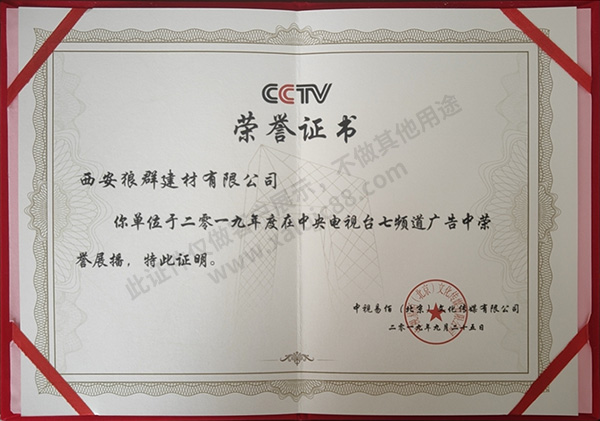 CCTV
荣誉证书
西安狼群建材有限公司
你单位于二零一九年度在中央电视台七频道广告中荣
誉展播，特此证明。
中视易佰（北京）文化传媒有限公司
二零一九年九月二十五日
此证件仅做展示，不做其他用途